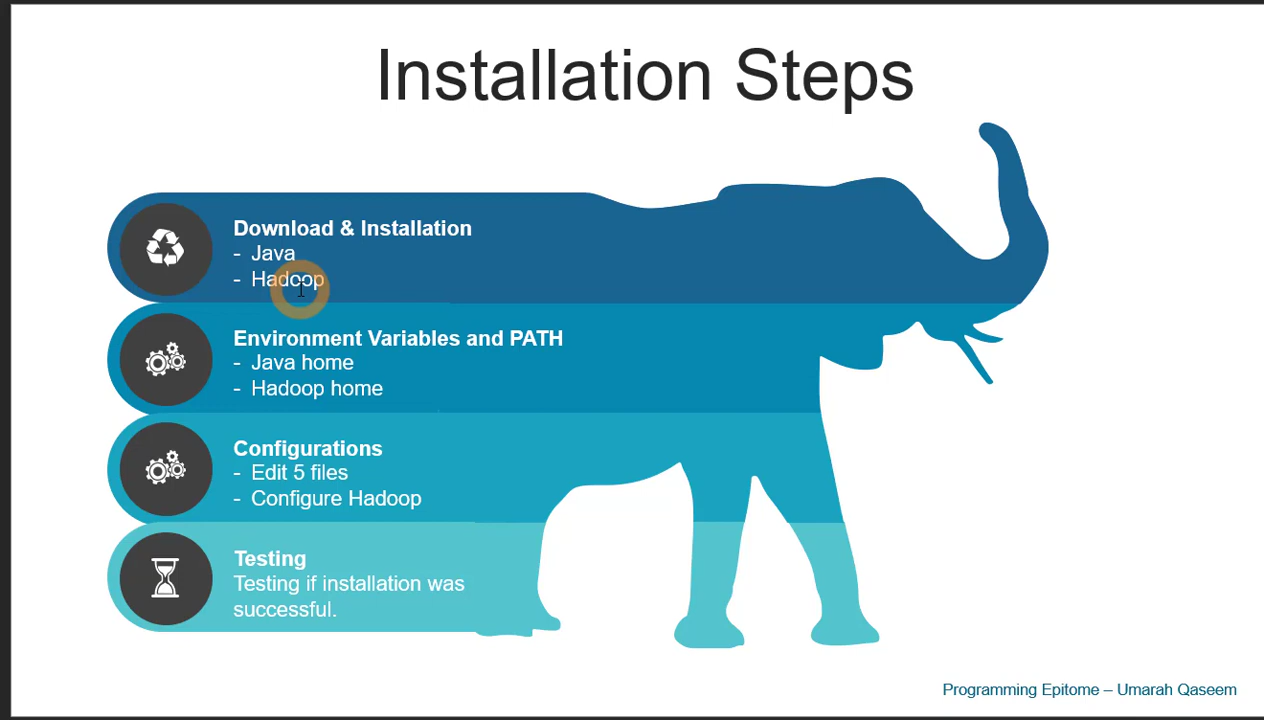 Installation Steps
Download & Installation
- Java
- Hadoop
Environment Variables and PATH
- Java home
- Hadoop home
Configurations
- Edit 5 files
- Configure Hadoop
Testing
Testing if installation was
successful.
Programming Epitome – Umarah Qaseem